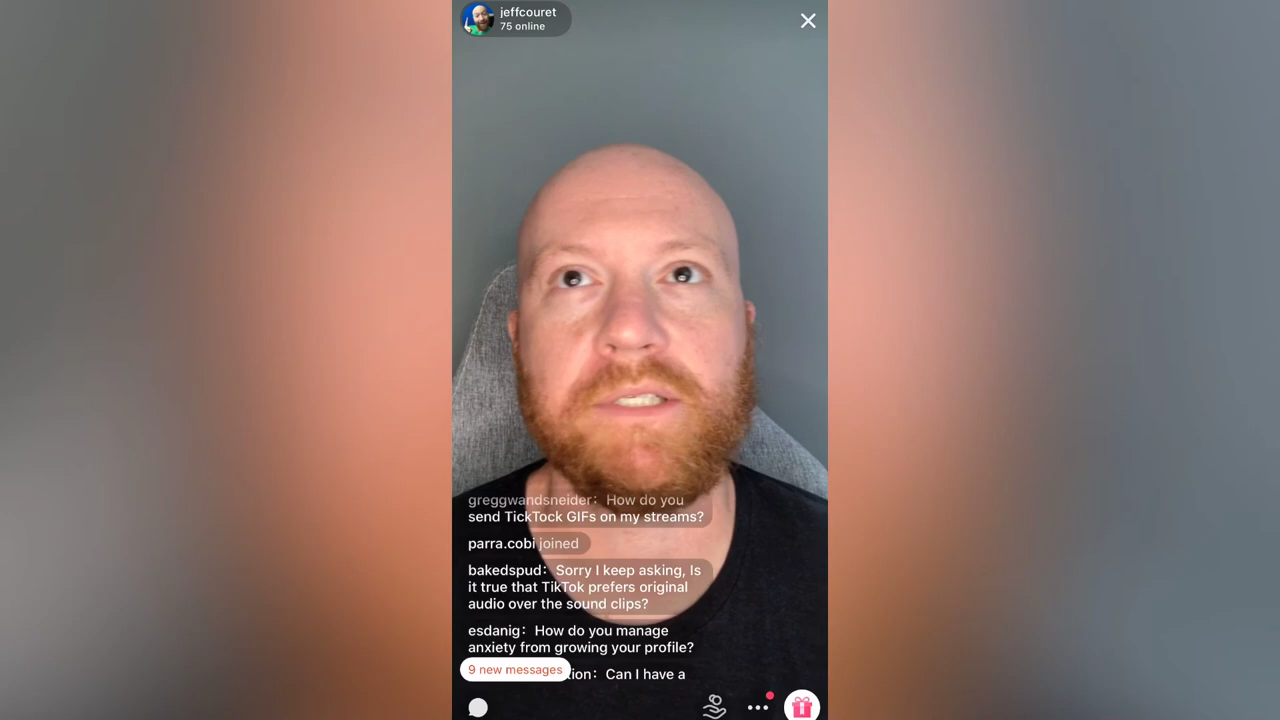 jeffcouret
75 online
greggwandsneider: How do you
send TickTock GIFs on my streams?
parra.cobi joined
bakedspud: Sorry I keep asking, Is
it true that TikTok prefers original
audio over the sound clips?
esdanig: How do you manage
anxiety from growing your profile?
9 new messages
Can I have a